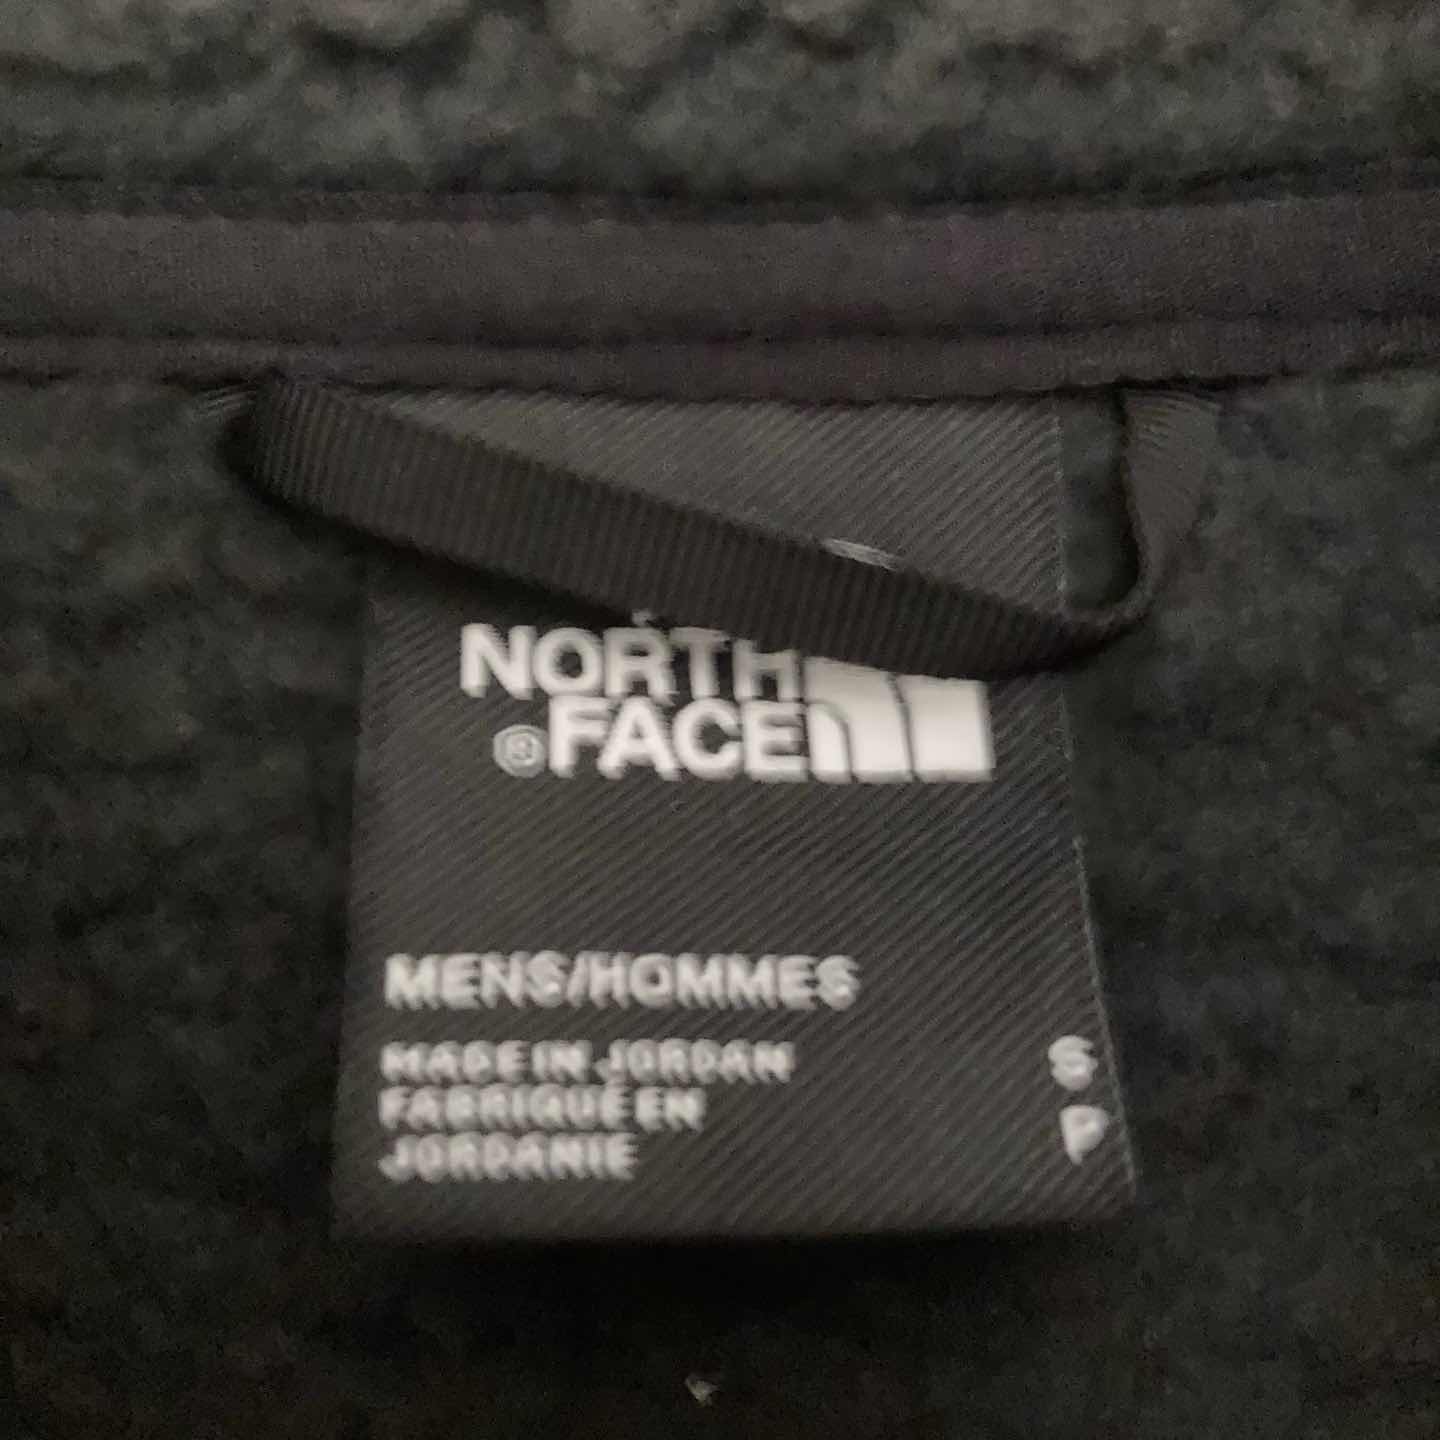 NORTH
®FACE
MENS/HOMMES
MADE IN JORDAN
FABRIQUÉ EN
JORDANIE
S
P